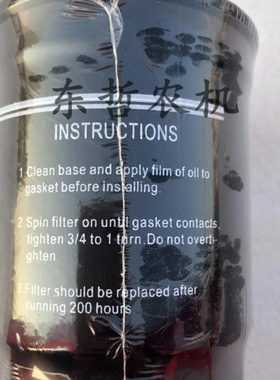 东哲农机
INSTRUCTIONS
1.Clean base and apply film of oil to
gasket before installing.
2.Spin filter on until gasket contacts,
tighten 3/4 to 1 turn.Do not overti-
ghten.
3.Filter should be replaced after
running 200 hours